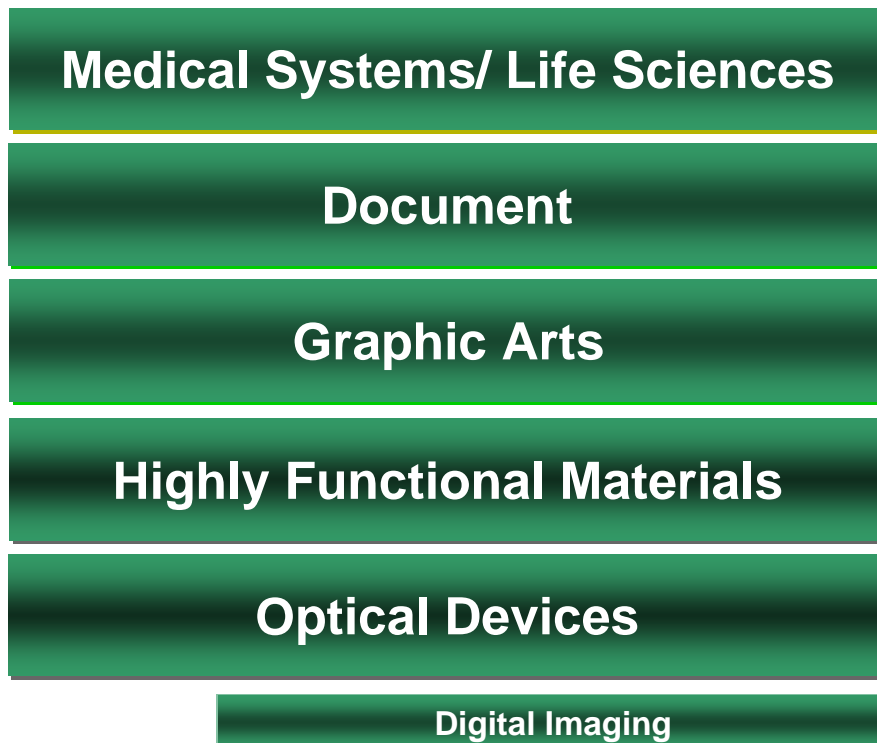 Medical Systems/ Life Sciences
Document
Graphic Arts
Highly Functional Materials
Optical Devices
Digital Imaging